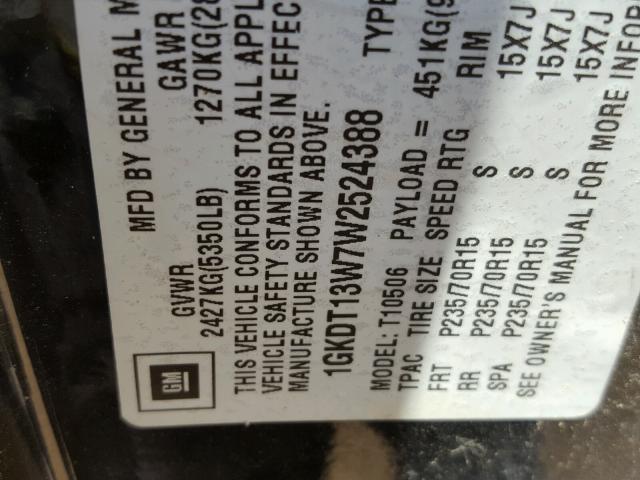 MFD BY GENERAL M
GVWR GAWR
2427KG(5350LB) 1270KG(28
THIS VEHICLE CONFORMS TO ALL APPL
VEHICLE SAFETY STANDARDS IN EFFEC
MANUFACTURE SHOWN ABOVE.
1GKDT13W7W2524388 TYPE
MODEL: T10506 PAYLOAD = 451KG(9
TPAC TIRE SIZE SPEED RTG RIM
FRT P235/70R15 S 15X7J
RR P235/70R15 S 15X7J
SPA P235/70R15 S 15X7J
SEE OWNER'S MANUAL FOR MORE INFOR
GM